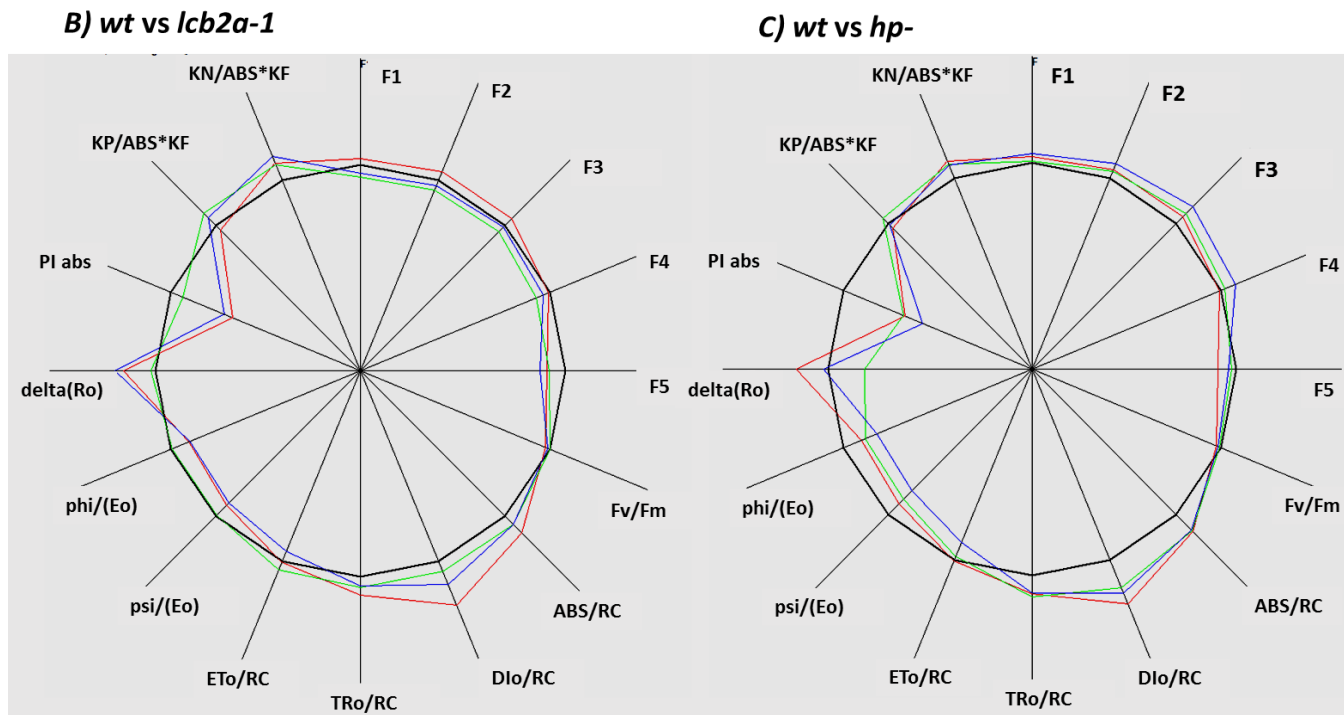 B) wt vs lcb2a-1
C) wt vs hp-
KN/ABS*KF
F1
F2
KP/ABS*KF
F3
PI abs
F4
delta(Ro)
F5
phi/(Eo)
Fv/Fm
psi/(Eo)
ABS/RC
ETo/RC
TRo/RC
DIo/RC
F
KN/ABS*KF
F1
F2
KP/ABS*KF
F3
PI abs
F4
delta(Ro)
F5
phi/(Eo)
Fv/Fm
psi/(Eo)
ABS/RC
ETo/RC
TRo/RC
DIo/RC